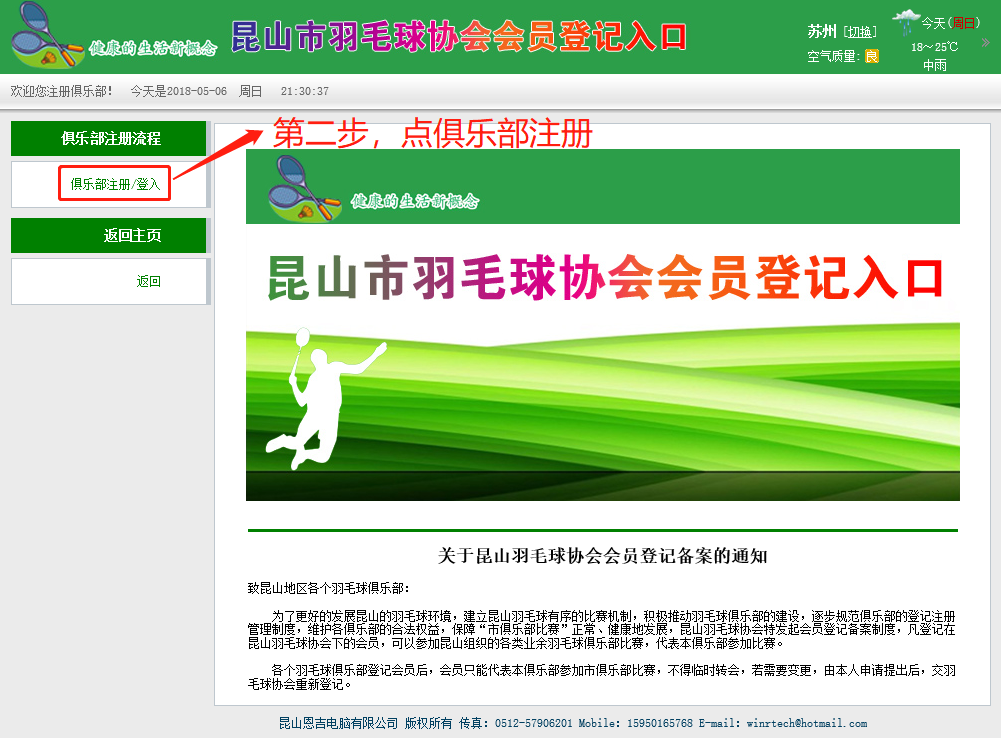 健康的生活新概念
昆山市羽毛球协会会员登记入口
苏州 [切换]
空气质量: 良
今天(周日)
18～25℃
中雨
欢迎您注册俱乐部! 今天是2018-05-06 周日 21:30:37
俱乐部注册流程
俱乐部注册/登入
返回主页
返回
第二步，点俱乐部注册
健康的生活新概念
昆山市羽毛球协会会员登记入口
关于昆山羽毛球协会会员登记备案的通知
致昆山地区各个羽毛球俱乐部：
为了更好的发展昆山的羽毛球环境，建立昆山羽毛球有序的比赛机制，积极推动羽毛球俱乐部的建设，逐步规范俱乐部的登记注册
管理制度，维护各俱乐部的合法权益，保障“市俱乐部比赛”正常、健康地发展，昆山羽毛球协会特发起会员登记备案制度，凡登记在
昆山羽毛球协会下的会员，可以参加昆山组织的各类业余羽毛球俱乐部比赛，代表本俱乐部参加比赛。
各个羽毛球俱乐部登记会员后，会员只能代表本俱乐部参加市俱乐部比赛，不得临时转会，若需要变更，由本人申请提出后，交羽
毛球协会重新登记。
昆山恩吉电脑有限公司 版权所有 传真：0512-57906201 Mobile：15950165768 E-mail：winrtech@hotmail.com